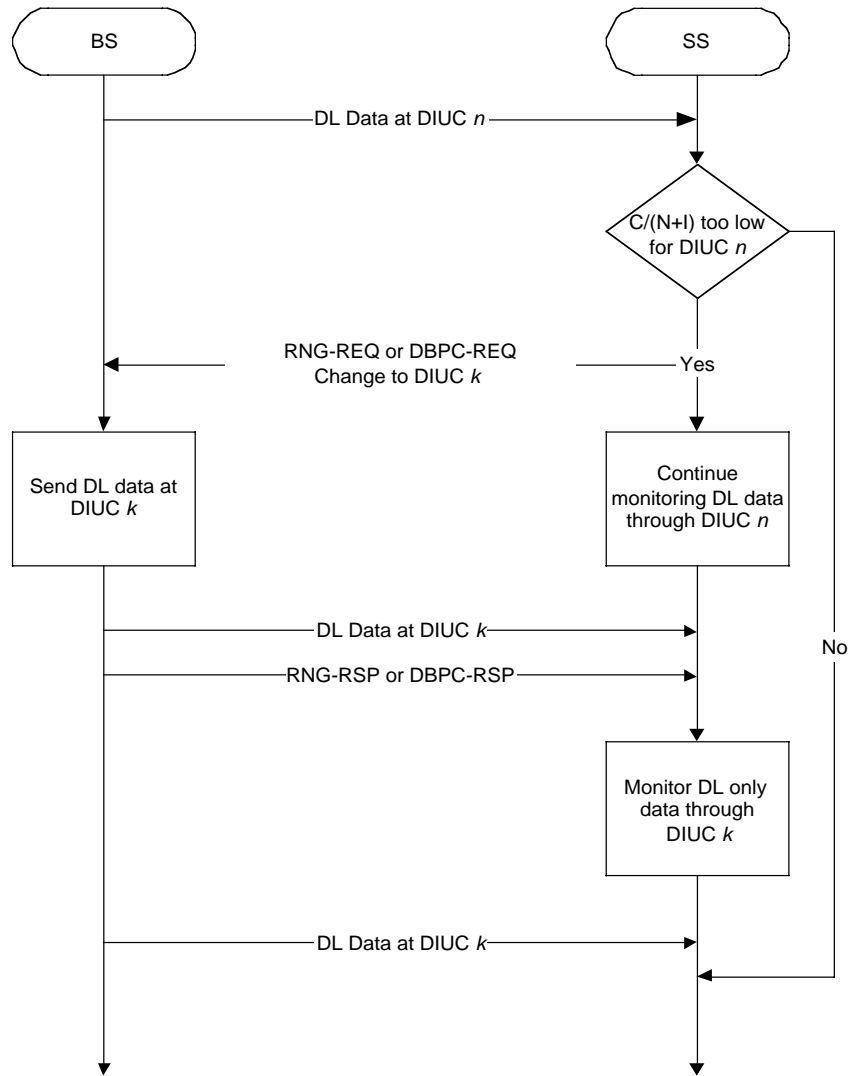 BS
SS
DL Data at DIUC n
C/(N+I) too low
for DIUC n
RNG-REQ or DBPC-REQ
Change to DIUC k
Yes
Send DL data at
DIUC k
Continue
monitoring DL data
through DIUC n
DL Data at DIUC k
No
RNG-RSP or DBPC-RSP
Monitor DL only
data through
DIUC k
DL Data at DIUC k